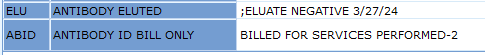 ELU ANTIBODY ELUTED ;ELUATE NEGATIVE 3/27/24
ABID ANTIBODY ID BILL ONLY BILLED FOR SERVICES PERFORMED-2